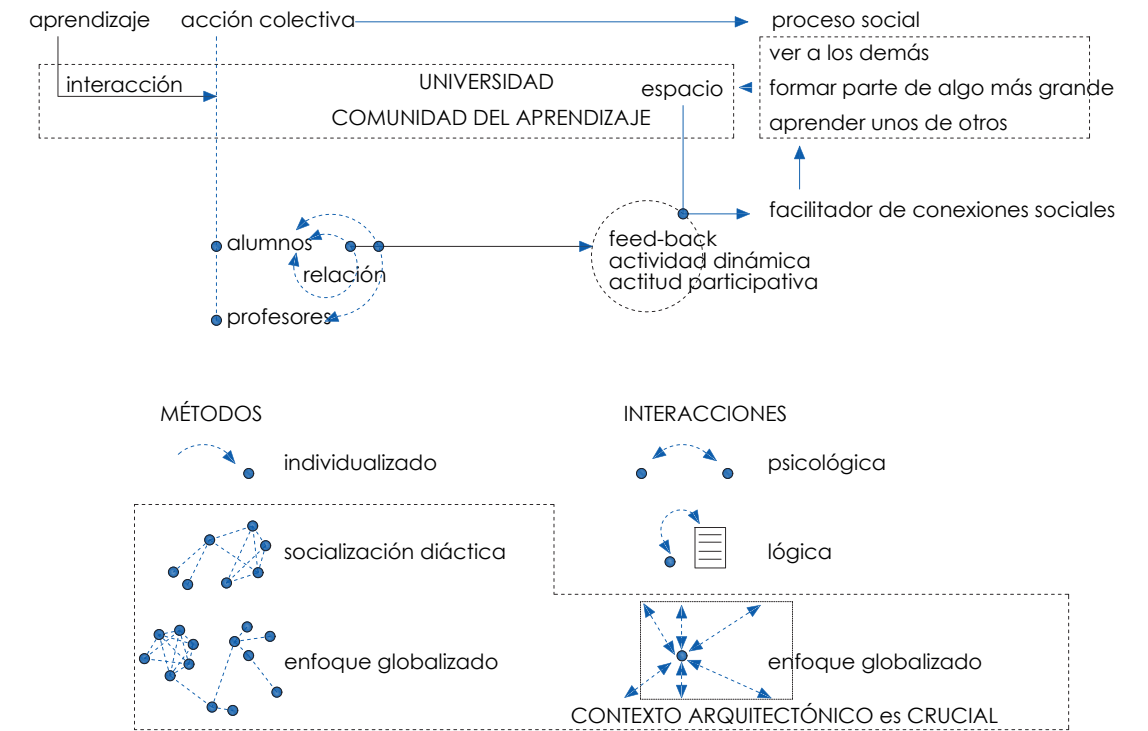 aprendizaje
acción colectiva
proceso social
ver a los demás
interacción
UNIVERSIDAD
espacio
formar parte de algo más grande
COMUNIDAD DEL APRENDIZAJE
aprender unos de otros
facilitador de conexiones sociales
alumnos
feed-back
actividad dinámica
relación
actitud participativa
profesores
MÉTODOS
INTERACCIONES
individualizado
psicológica
socialización diáctica
lógica
enfoque globalizado
enfoque globalizado
CONTEXTO ARQUITECTÓNICO es CRUCIAL